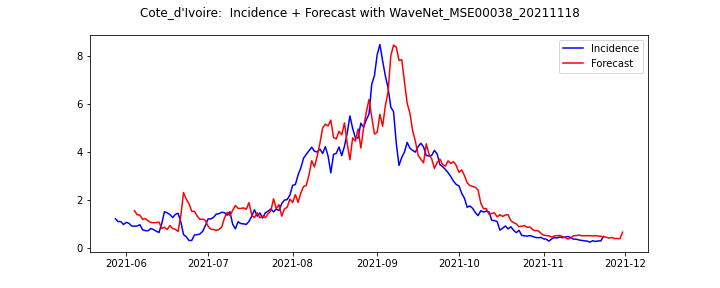 Cote_d'Ivoire:  Incidence + Forecast with WaveNet_MSE00038_20211118
Incidence
Forecast
8
6
4
2
0
2021-06 2021-07 2021-08 2021-09 2021-10 2021-11 2021-12